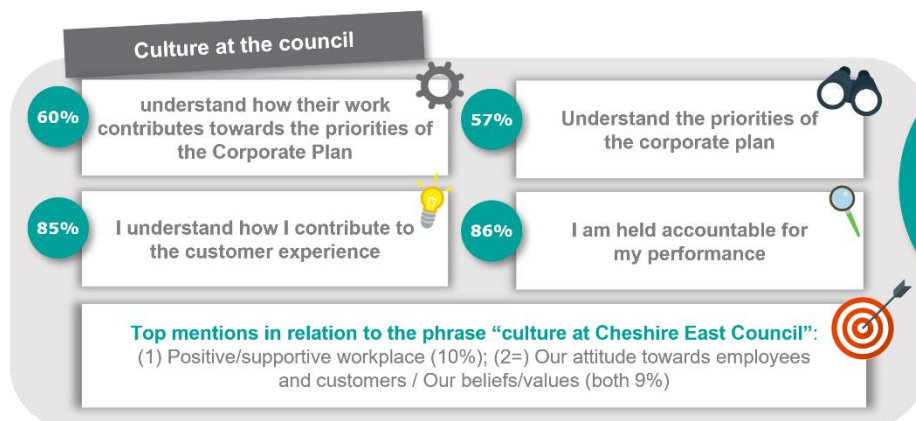 Culture at the council
60%
understand how their work
contributes towards the priorities of
the Corporate Plan
57%
Understand the priorities of
the corporate plan
85%
I understand how I contribute to
the customer experience
86%
I am held accountable for
my performance
Top mentions in relation to the phrase “culture at Cheshire East Council”:
(1) Positive/supportive workplace (10%); (2=) Our attitude towards employees
and customers / Our beliefs/values (both 9%)